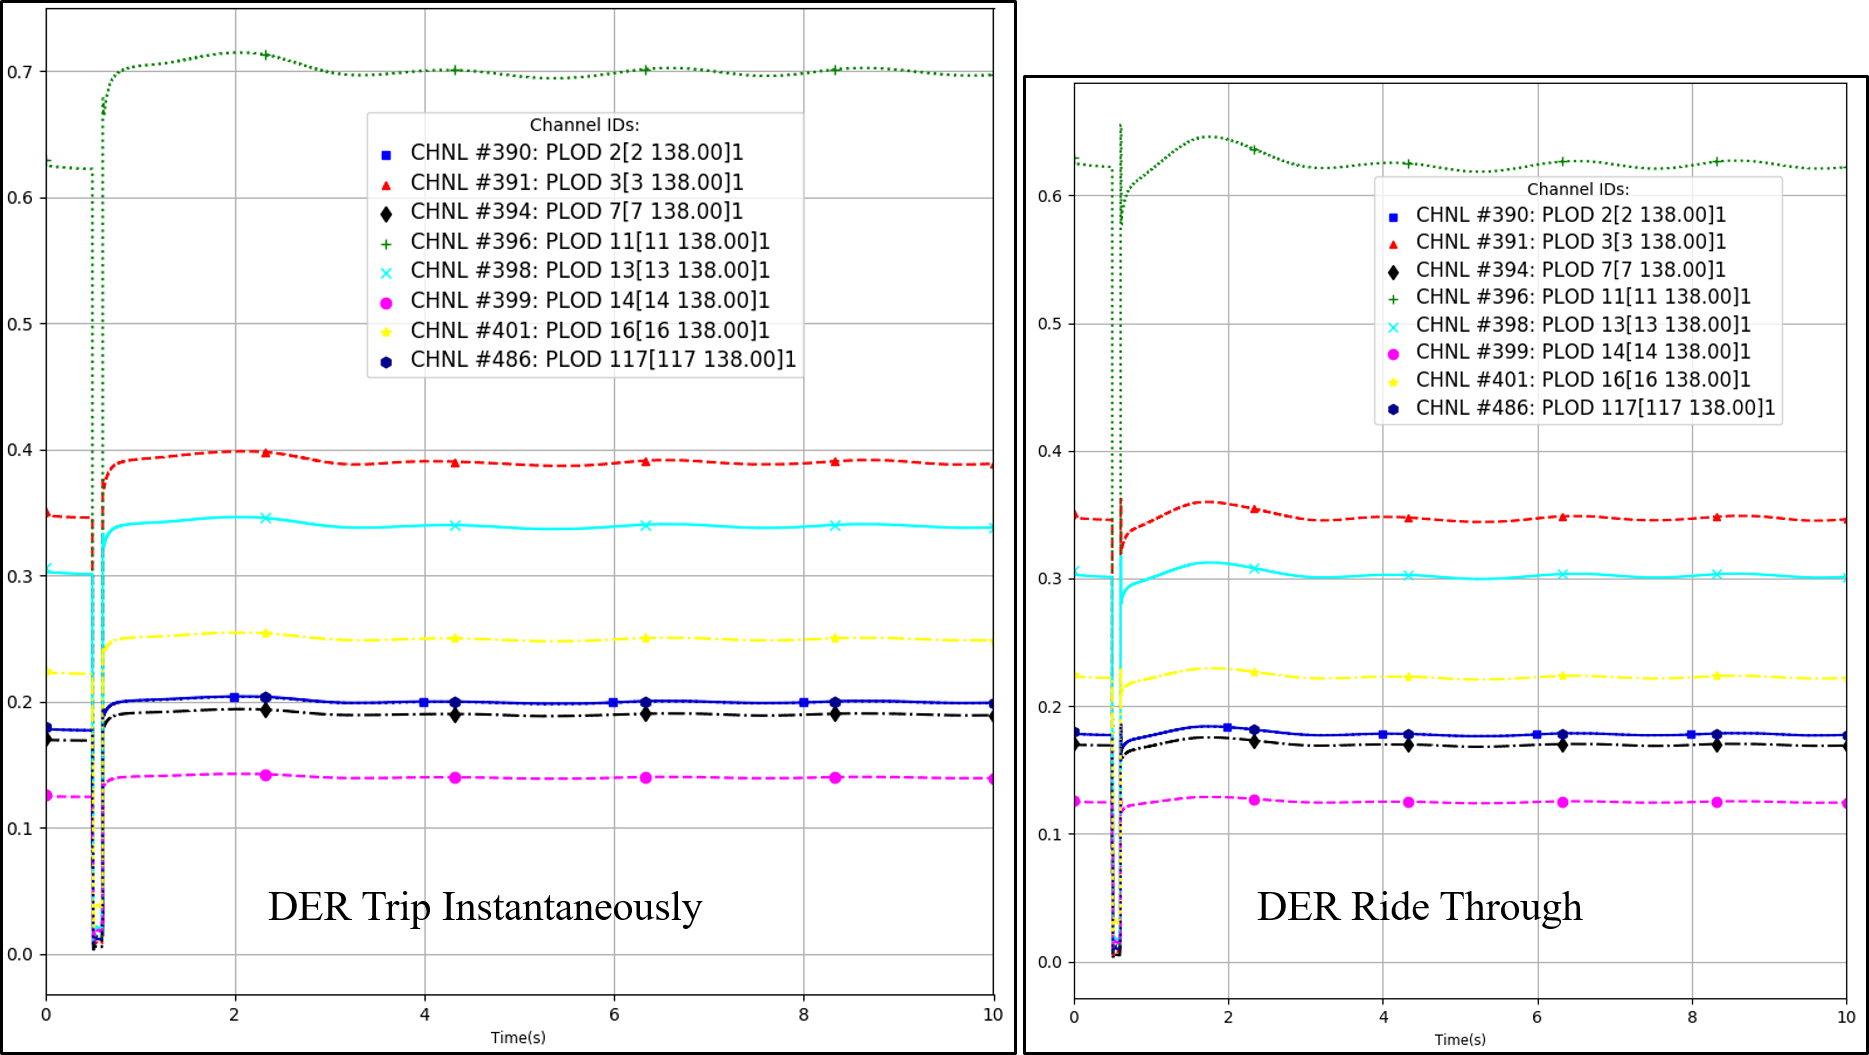 0.7
0.6
0.5
0.4
0.3
0.2
0.1
0.0
Channel IDs:
CHNL #390: PLOD 2[2 138.00]1
CHNL #391: PLOD 3[3 138.00]1
CHNL #394: PLOD 7[7 138.00]1
CHNL #396: PLOD 11[11 138.00]1
CHNL #398: PLOD 13[13 138.00]1
CHNL #399: PLOD 14[14 138.00]1
CHNL #401: PLOD 16[16 138.00]1
CHNL #486: PLOD 117[117 138.00]1
DER Trip Instantaneously
0 2 4 6 8 10
Time(s)
0.6
0.5
0.4
0.3
0.2
0.1
0.0
Channel IDs:
CHNL #390: PLOD 2[2 138.00]1
CHNL #391: PLOD 3[3 138.00]1
CHNL #394: PLOD 7[7 138.00]1
CHNL #396: PLOD 11[11 138.00]1
CHNL #398: PLOD 13[13 138.00]1
CHNL #399: PLOD 14[14 138.00]1
CHNL #401: PLOD 16[16 138.00]1
CHNL #486: PLOD 117[117 138.00]1
DER Ride Through
0 2 4 6 8 10
Time(s)